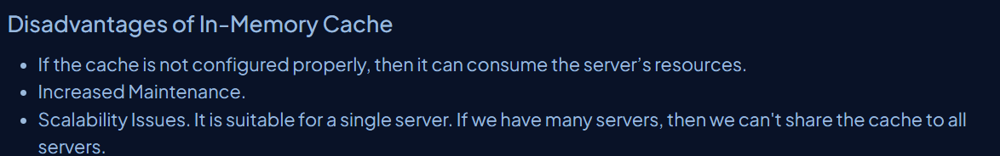 Disadvantages of In-Memory Cache
• If the cache is not configured properly, then it can consume the server’s resources.
• Increased Maintenance.
• Scalability Issues. It is suitable for a single server. If we have many servers, then we can't share the cache to all
servers.